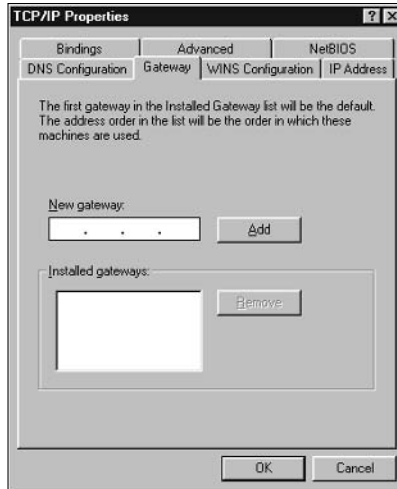 TCP/IP Properties
Bindings Advanced NetBIOS
DNS Configuration Gateway WINS Configuration IP Address
The first gateway in the Installed Gateway list will be the default.
The address order in the list will be the order in which these
machines are used.
New gateway:
. . . Add
Installed gateways:
Remove
OK Cancel